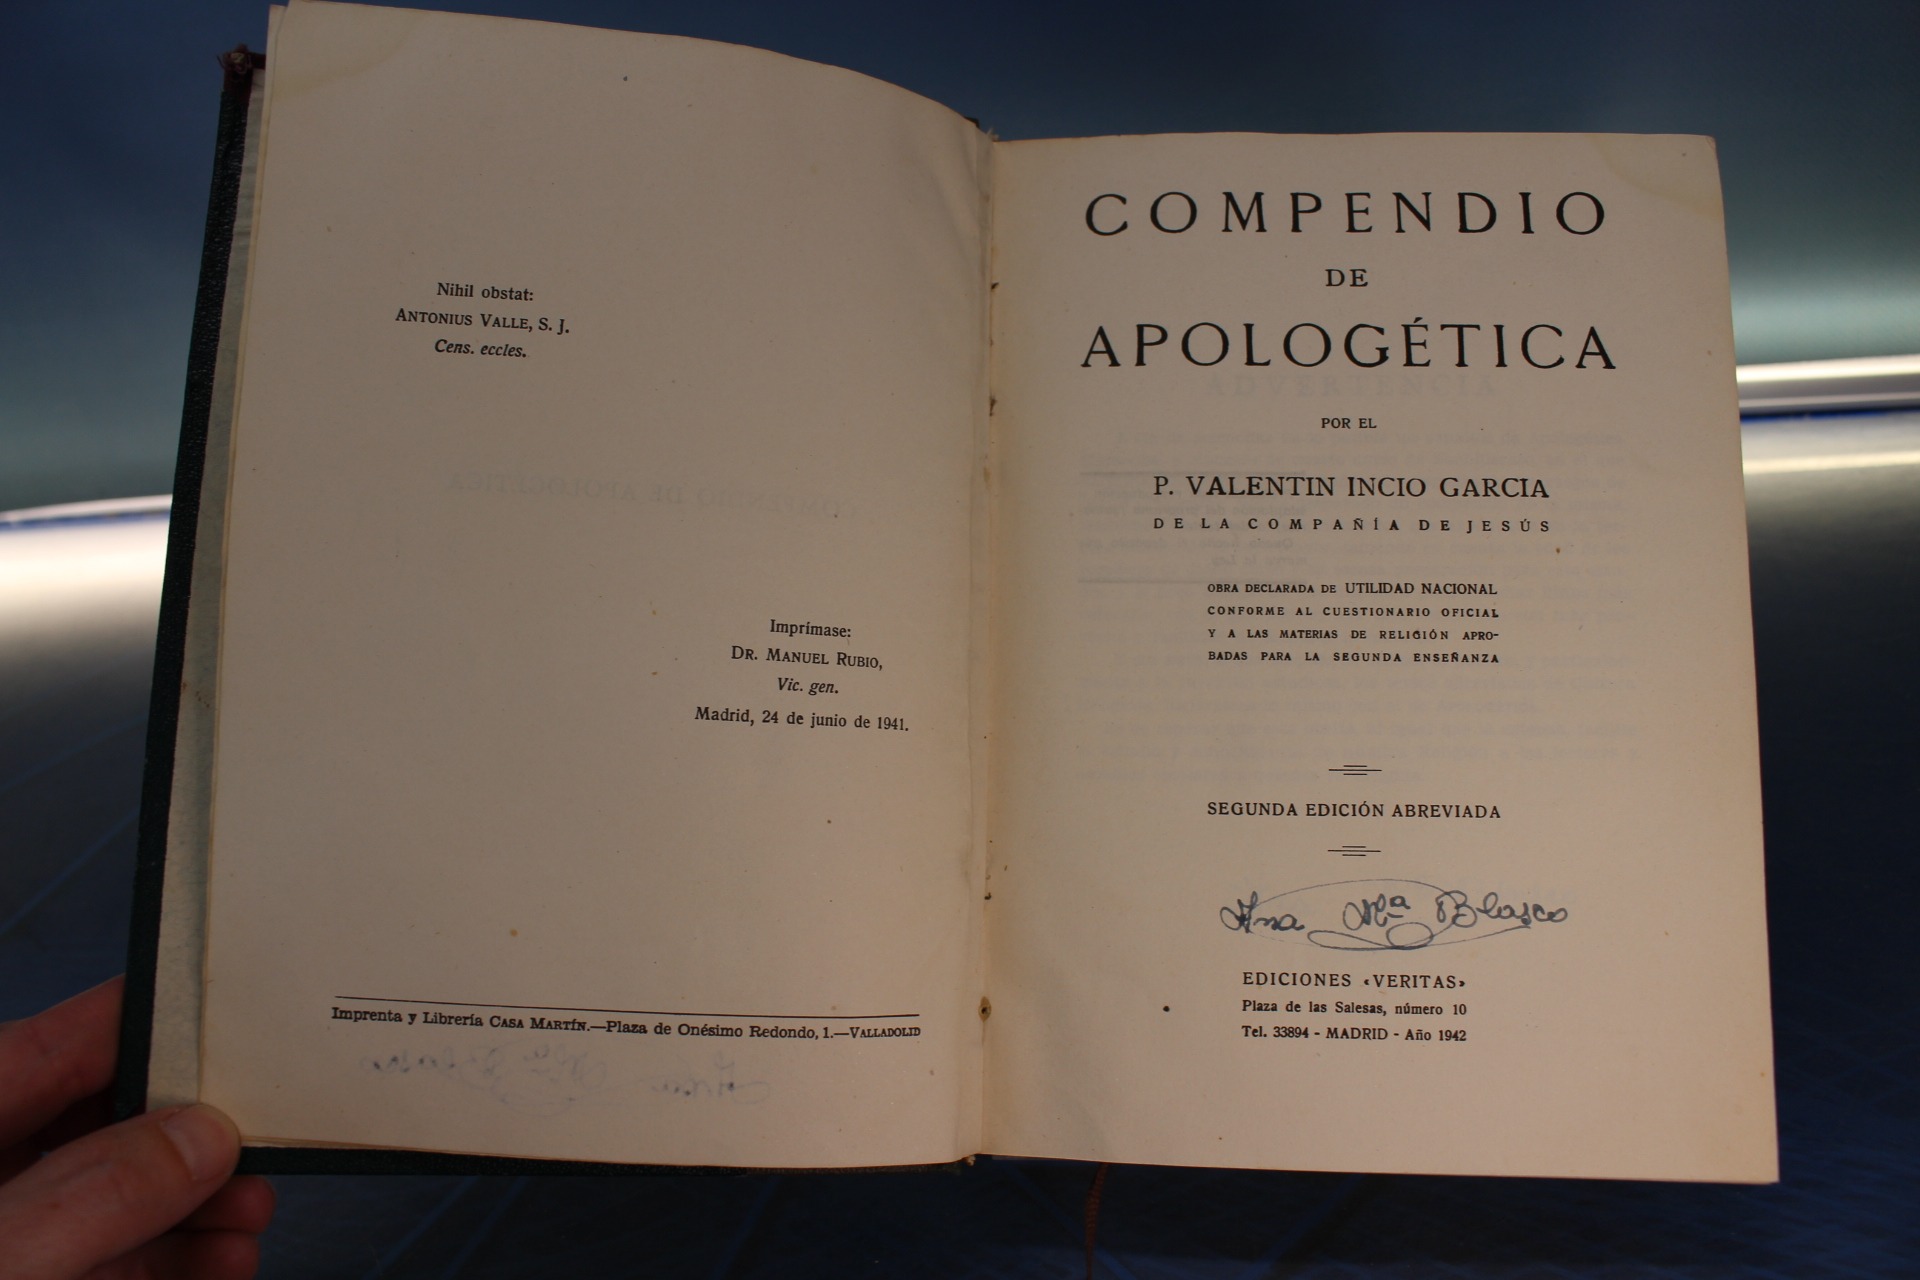 Nihil obstat:
ANTONIUS VALLE, S. J.
Cens. eccles.
Imprímase:
DR. MANUEL RUBIO,
Vic. gen.
Madrid, 24 de junio de 1941.
Imprenta y Librería CASA MARTÍN.—Plaza de Onésimo Redondo, 1.—VALLADOLID
COMPENDIO
DE
APOLOGÉTICA
POR EL
P. VALENTIN INCIO GARCIA
DE LA COMPAÑÍA DE JESÚS
OBRA DECLARADA DE UTILIDAD NACIONAL
CONFORME AL CUESTIONARIO OFICIAL
Y A LAS MATERIAS DE RELIGIÓN APRO-
BADAS PARA LA SEGUNDA ENSEÑANZA
SEGUNDA EDICIÓN ABREVIADA
Ana Mª Blasco
EDICIONES «VERITAS»
Plaza de las Salesas, número 10
Tel. 33894 - MADRID - Año 1942